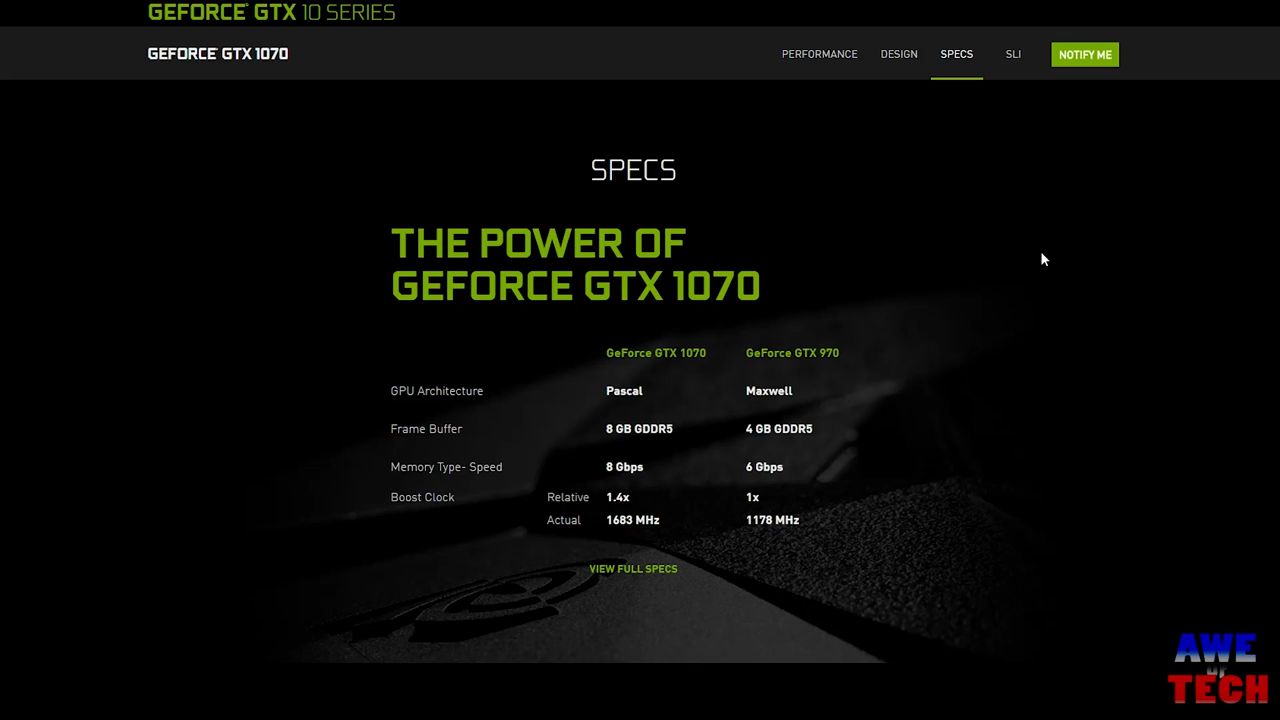 GEFORCE® GTX 10 SERIES
GEFORCE® GTX 1070
PERFORMANCE DESIGN SPECS SLI NOTIFY ME
SPECS
THE POWER OF
GEFORCE GTX 1070
GeForce GTX 1070 GeForce GTX 970
GPU Architecture Pascal Maxwell
Frame Buffer 8 GB GDDR5 4 GB GDDR5
Memory Type- Speed 8 Gbps 6 Gbps
Boost Clock Relative 1.4x 1x
Actual 1683 MHz 1178 MHz
VIEW FULL SPECS
AWE
ur
TECH